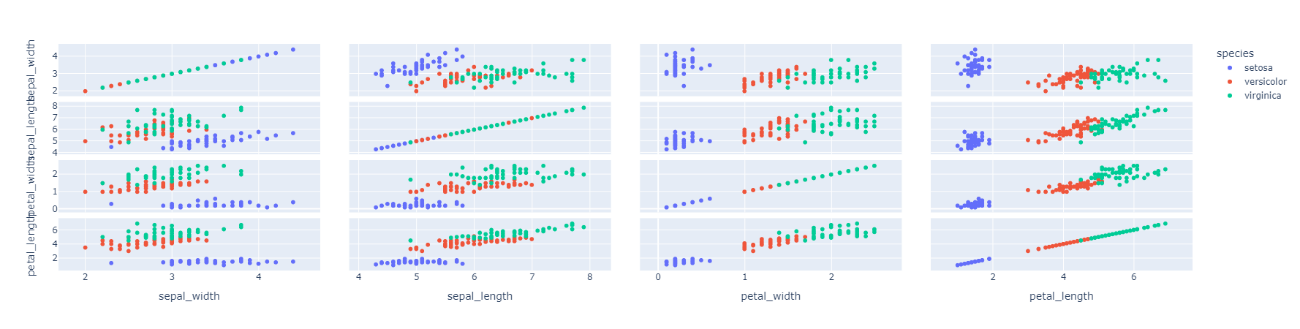 species
setosa
versicolor
virginica
sepal_width
4
3
2
sepal_length
8
7
6
5
4
petal_width
2
1
0
petal_length
6
4
2
2 3 4
4 5 6 7 8
0 1 2
2 4 6
sepal_width sepal_length petal_width petal_length